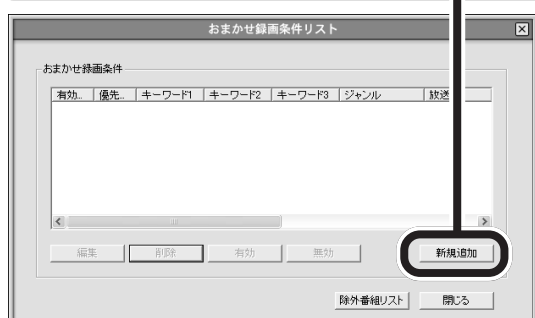 おまかせ録画条件リスト
おまかせ録画条件
有効... 優先... キーワード1 キーワード2 キーワード3 ジャンル 放送
編集 削除 有効 無効 新規追加
除外番組リスト 閉じる